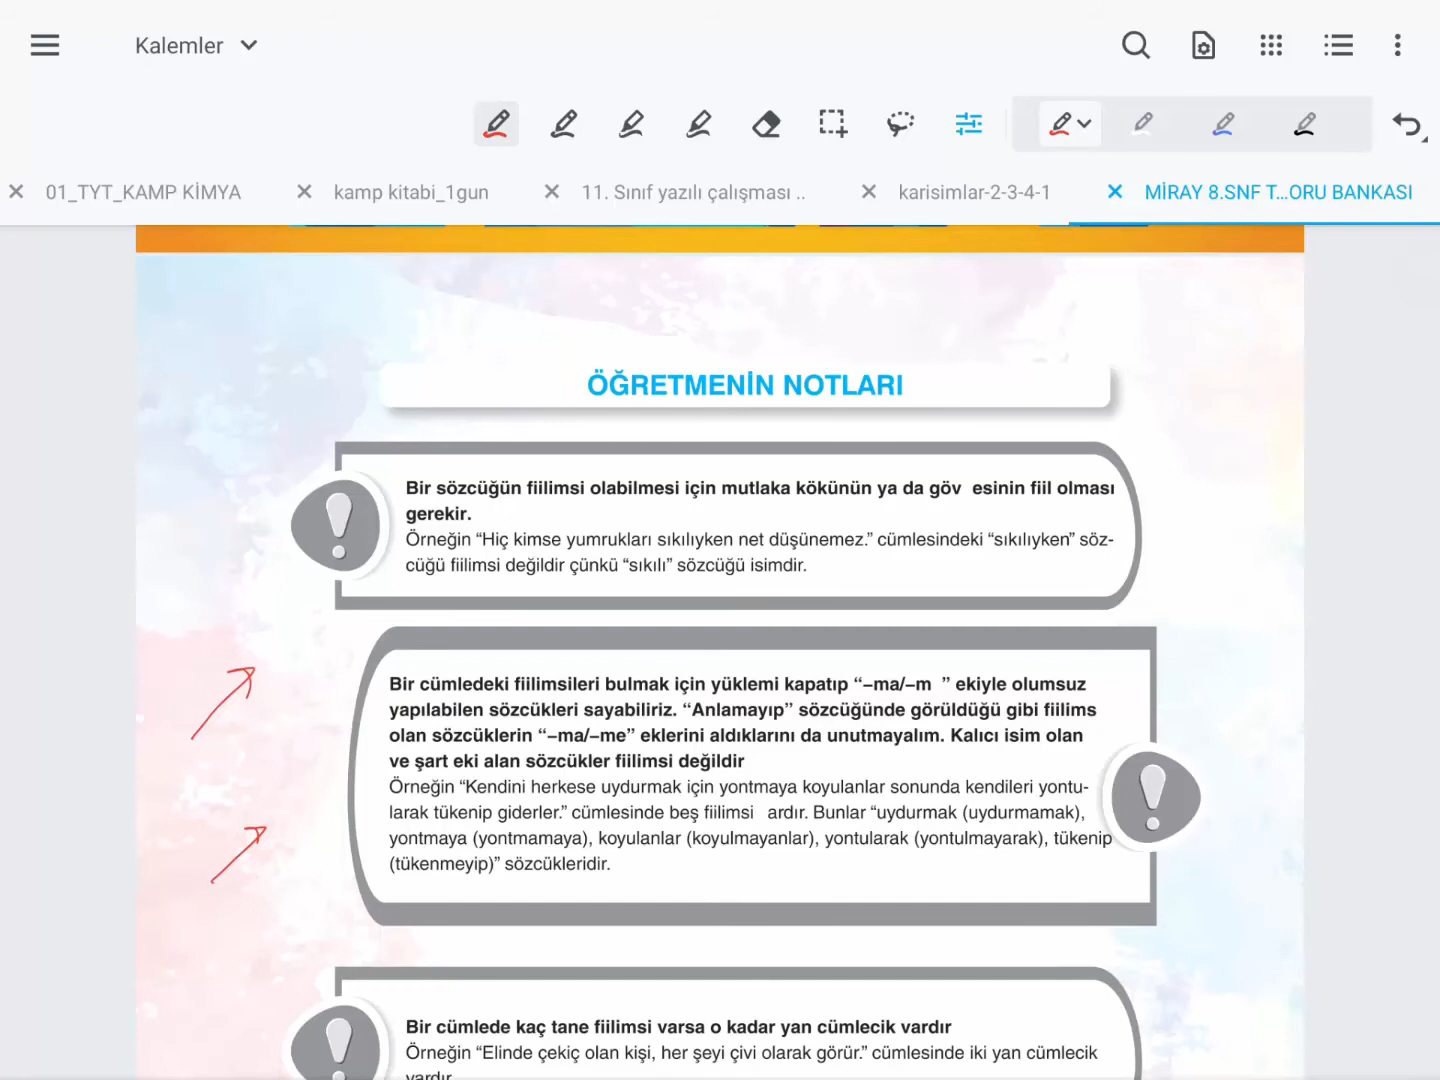 Kalemler
01_TYT_KAMP KİMYA
kamp kitabi_1gun
11. Sınıf yazılı çalışması ..
karisimlar-2-3-4-1
MİRAY 8.SNF T...ORU BANKASI
ÖĞRETMENİN NOTLARI
Bir sözcüğün fiilimsi olabilmesi için mutlaka kökünün ya da göv esinin fiil olması
gerekir.
Örneğin “Hiç kimse yumrukları sıkılıyken net düşünemez.” cümlesindeki “sıkılıyken” söz-
cüğü fiilimsi değildir çünkü “sıkılı” sözcüğü isimdir.
Bir cümledeki fiilimsileri bulmak için yüklemi kapatıp “–ma/–m ” ekiyle olumsuz
yapılabilen sözcükleri sayabiliriz. “Anlamayıp” sözcüğünde görüldüğü gibi fiilims
olan sözcüklerin “–ma/–me” eklerini aldıklarını da unutmayalım. Kalıcı isim olan
ve şart eki alan sözcükler fiilimsi değildir
Örneğin “Kendini herkese uydurmak için yontmaya koyulanlar sonunda kendileri yontu-
larak tükenip giderler.” cümlesinde beş fiilimsi ardır. Bunlar “uydurmak (uydurmamak),
yontmaya (yontmamaya), koyulanlar (koyulmayanlar), yontularak (yontulmayarak), tükenip
(tükenmeyip)” sözcükleridir.
Bir cümlede kaç tane fiilimsi varsa o kadar yan cümlecik vardır
Örneğin “Elinde çekiç olan kişi, her şeyi çivi olarak görür.” cümlesinde iki yan cümlecik
vardır